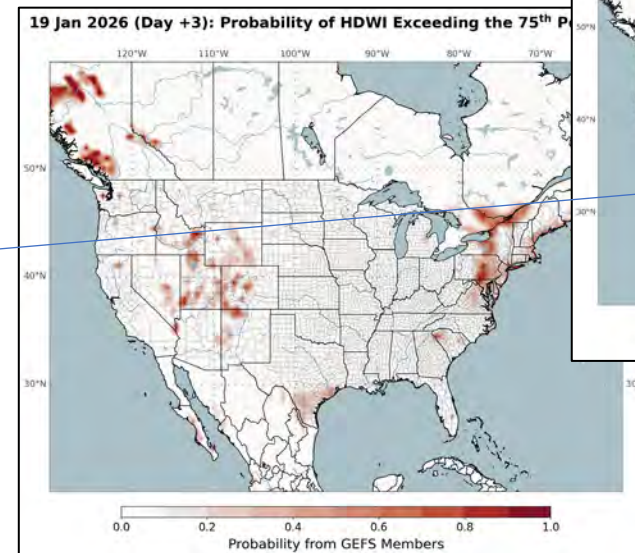 19 Jan 2026 (Day +3): Probability of HDWI Exceeding the 75th P
120°W 110°W 100°W 90°W 80°W 70°W
50°N
40°N
30°N
50°N
40°N
30°N
30
0.0 0.2 0.4 0.6 0.8 1.0
Probability from GEFS Members